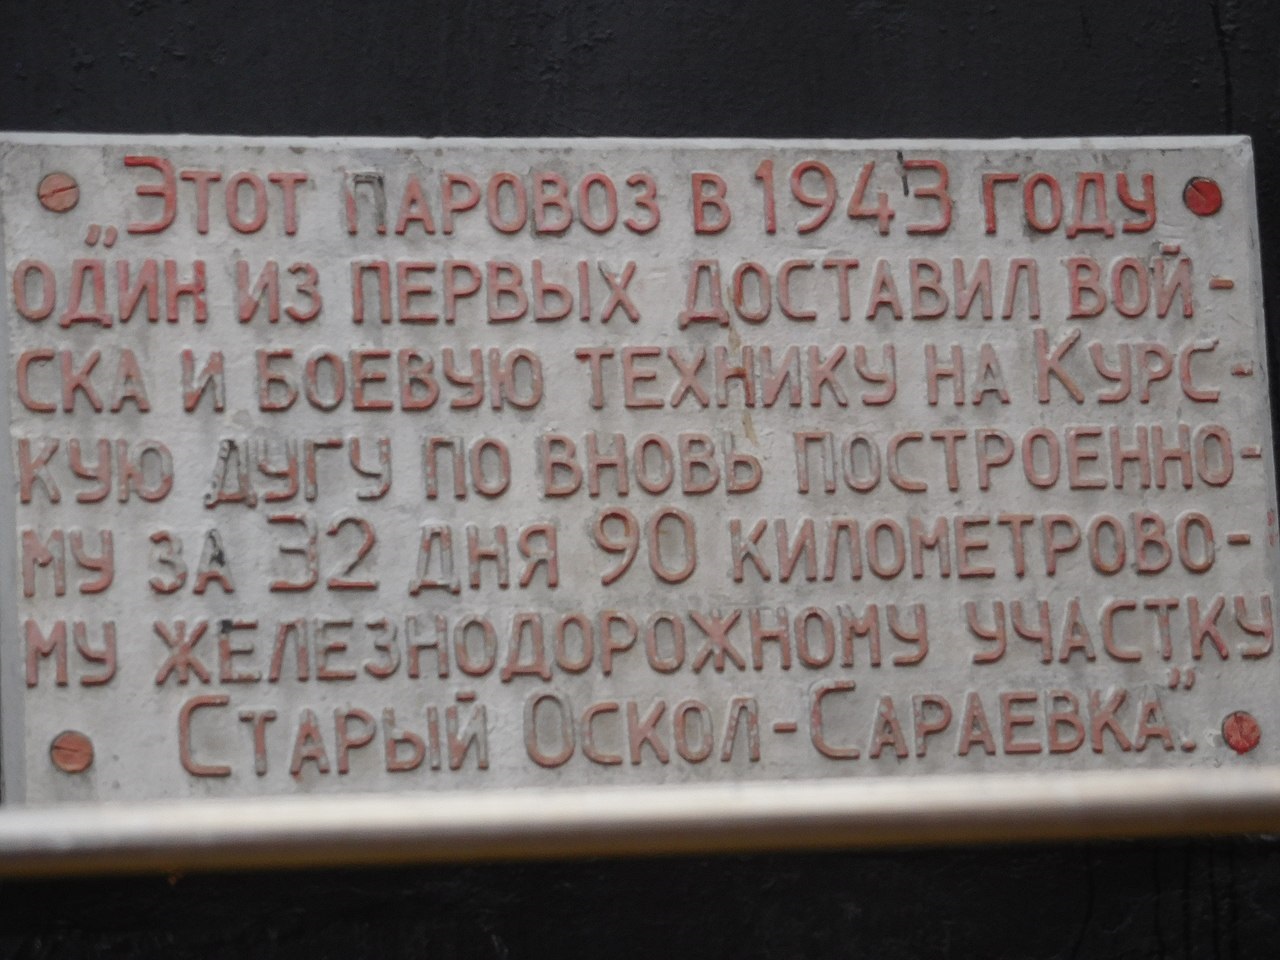 „Этот паровоз в 1943 году
один из первых доставил вой-
ска и боевую технику на Курс-
кую дугу по вновь построенно-
му за 32 дня 90 километрово-
му железнодорожному участку
Старый Оскол-Сараевка”.